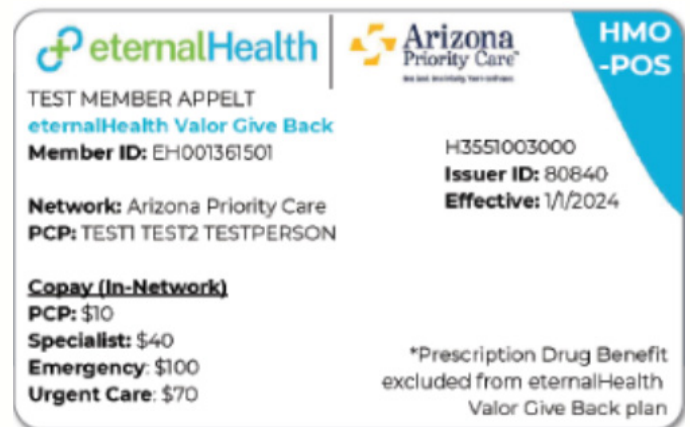 eternalHealth
Arizona
Priority Care™
HMO
-POS
TEST MEMBER APPELT
eternalHealth Valor Give Back
Member ID: EH001361501
H3551003000
Issuer ID: 80840
Effective: 1/1/2024
Network: Arizona Priority Care
PCP: TEST1 TEST2 TESTPERSON
Copay (In-Network)
PCP: $10
Specialist: $40
Emergency: $100
Urgent Care: $70
*Prescription Drug Benefit
excluded from eternalHealth
Valor Give Back plan